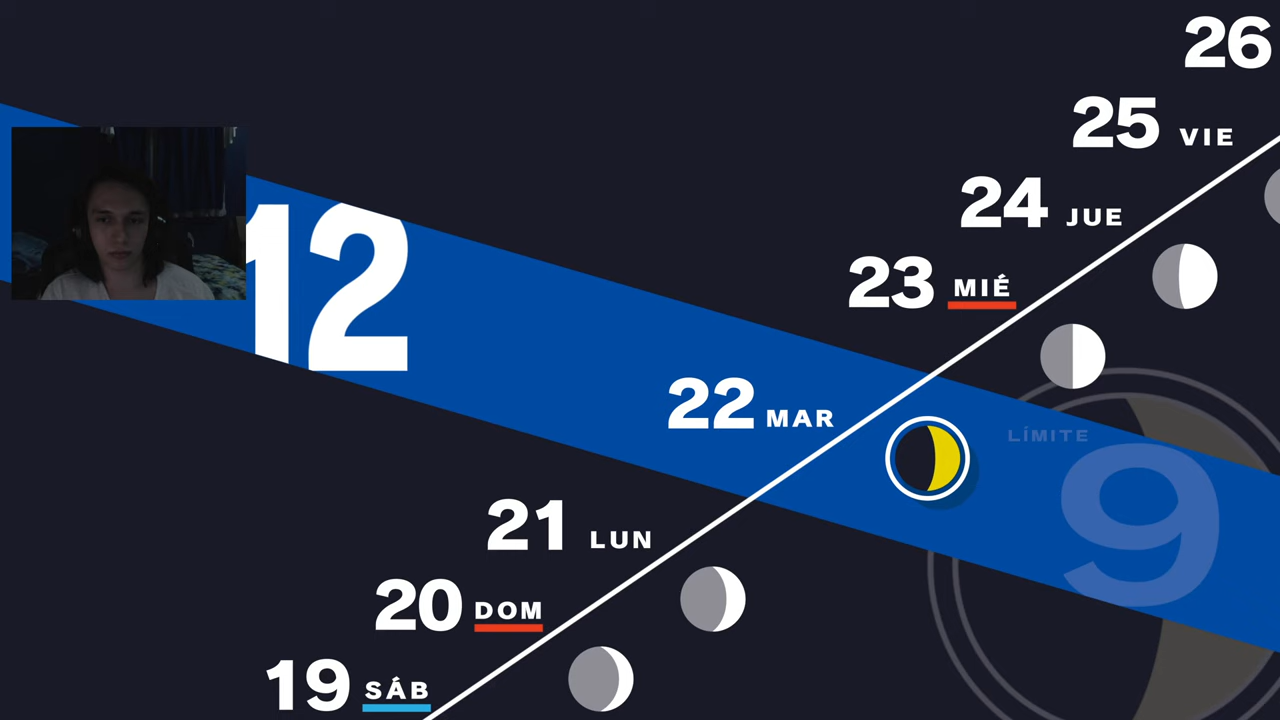 26
25 VIE
24 JUE
23 MIÉ
12
22 MAR
LÍMITE
9
21 LUN
20 DOM
19 SÁB